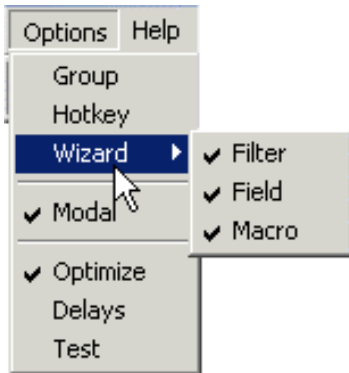 Options Help
Group
Hotkey
Wizard
Filter
Field
Modal
Macro
Optimize
Delays
Test